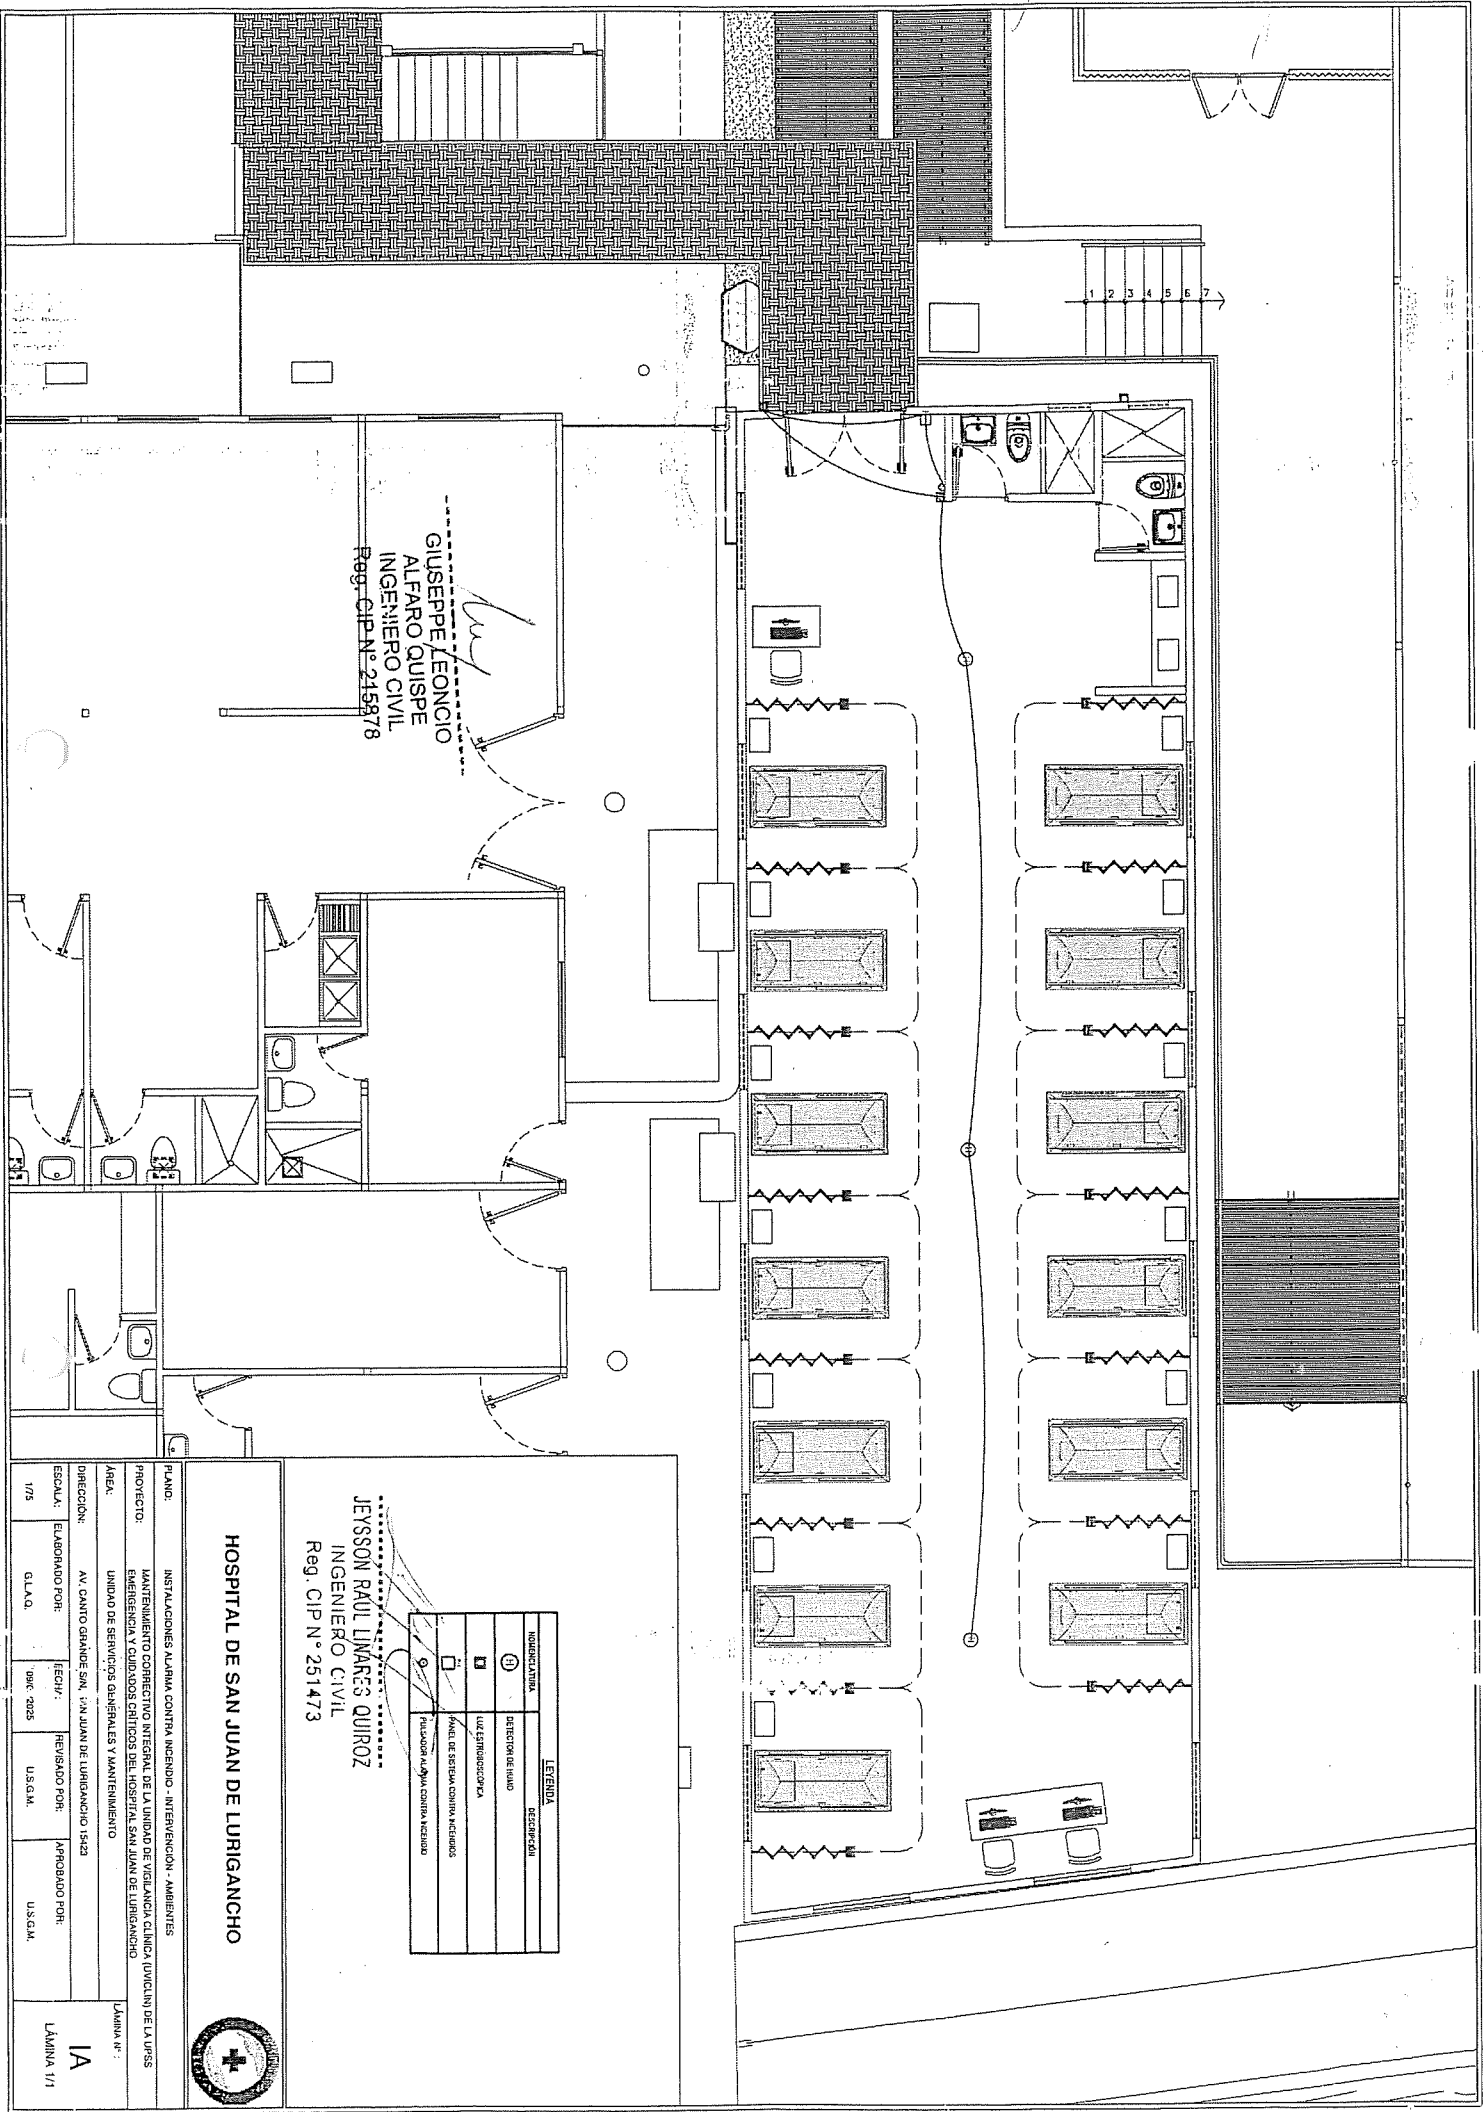 1 2 3 4 5 6 7
GIUSEPPE LEONCIO
ALFARO QUISPE
INGENIERO CIVIL
Reg. CIP N° 215878
LEYENDA
NOMENCLATURA DESCRIPCIÓN
H DETECTOR DE HUMO
LUZ ESTROBOSCÓPICA
PANEL DE SISTEMA CONTRA INCENDIOS
PULSADOR ALARMA CONTRA INCENDIO
JEYSSON RAUL LINARES QUIROZ
INGENIERO CIVIL
Reg. CIP N° 251473
HOSPITAL DE SAN JUAN DE LURIGANCHO
PLANO: INSTALACIONES ALARMA CONTRA INCENDIO - INTERVENCIÓN - AMBIENTES
PROYECTO: MANTENIMIENTO CORRECTIVO INTEGRAL DE LA UNIDAD DE VIGILANCIA CLÍNICA (UVICLIN) DE LA UPSS
EMERGENCIA Y CUIDADOS CRÍTICOS DEL HOSPITAL SAN JUAN DE LURIGANCHO
ÁREA: UNIDAD DE SERVICIOS GENERALES Y MANTENIMIENTO
DIRECCIÓN: AV. CANTO GRANDE S/N, SAN JUAN DE LURIGANCHO 15423
ESCALA: ELABORADO POR: FECHA: REVISADO POR: APROBADO POR:
1/75 G.L.A.Q. 2025 U.S.G.M. U.S.G.M.
LÁMINA N°:
IA
LÁMINA 1/1